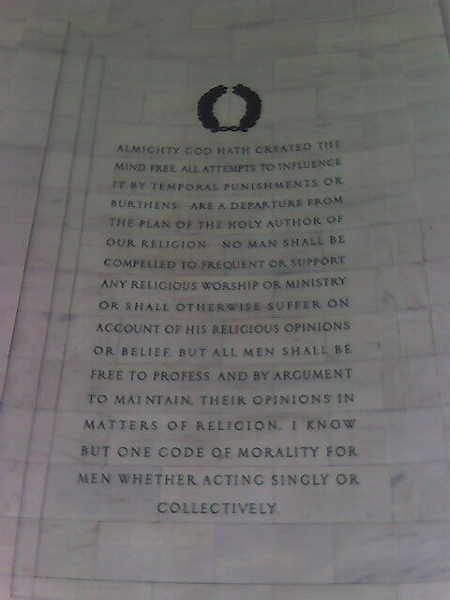 ALMIGHTY GOD HATH CREATED THE
MIND FREE. ALL ATTEMPTS TO INFLUENCE
IT BY TEMPORAL PUNISHMENTS OR
BURTHENS ··· ARE A DEPARTURE FROM
THE PLAN OF THE HOLY AUTHOR OF
OUR RELIGION ··· NO MAN SHALL BE
COMPELLED TO FREQUENT OR SUPPORT
ANY RELIGIOUS WORSHIP OR MINISTRY
OR SHALL OTHERWISE SUFFER ON
ACCOUNT OF HIS RELIGIOUS OPINIONS
OR BELIEF, BUT ALL MEN SHALL BE
FREE TO PROFESS AND BY ARGUMENT
TO MAINTAIN, THEIR OPINIONS IN
MATTERS OF RELIGION. I KNOW
BUT ONE CODE OF MORALITY FOR
MEN WHETHER ACTING SINGLY OR
COLLECTIVELY.